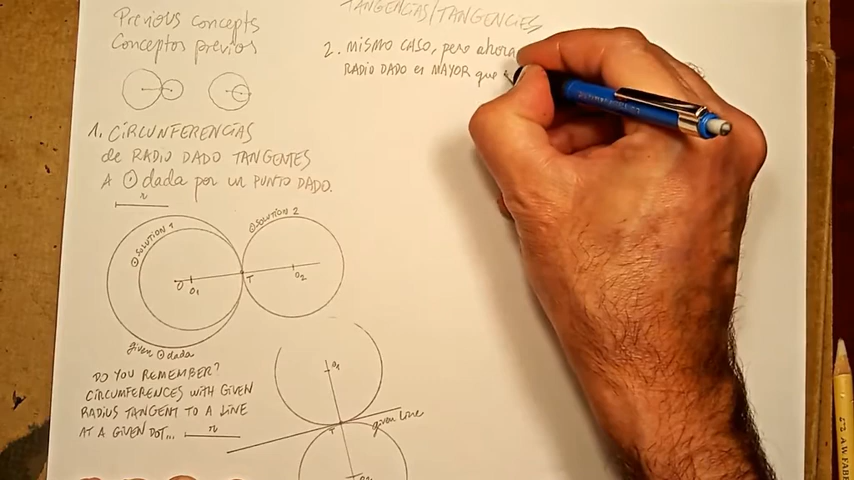 TANGENCIAS/TANGENCIES
Previous concepts
Conceptos previos
2. MISMO CASO, pero ahora
RADIO DADO es MAYOR que
1. CIRCUNFERENCIAS
de RADIO DADO TANGENTES
A ⊙ dada por un PUNTO DADO.
r
⊙SOLUTION 1
⊙SOLUTION 2
O
O1
T
O2
given ⊙ dada
DO YOU REMEMBER?
CIRCUMFERENCES WITH GIVEN
RADIUS TANGENT TO A LINE
AT A GIVEN DOT...
r
O1
T
given line